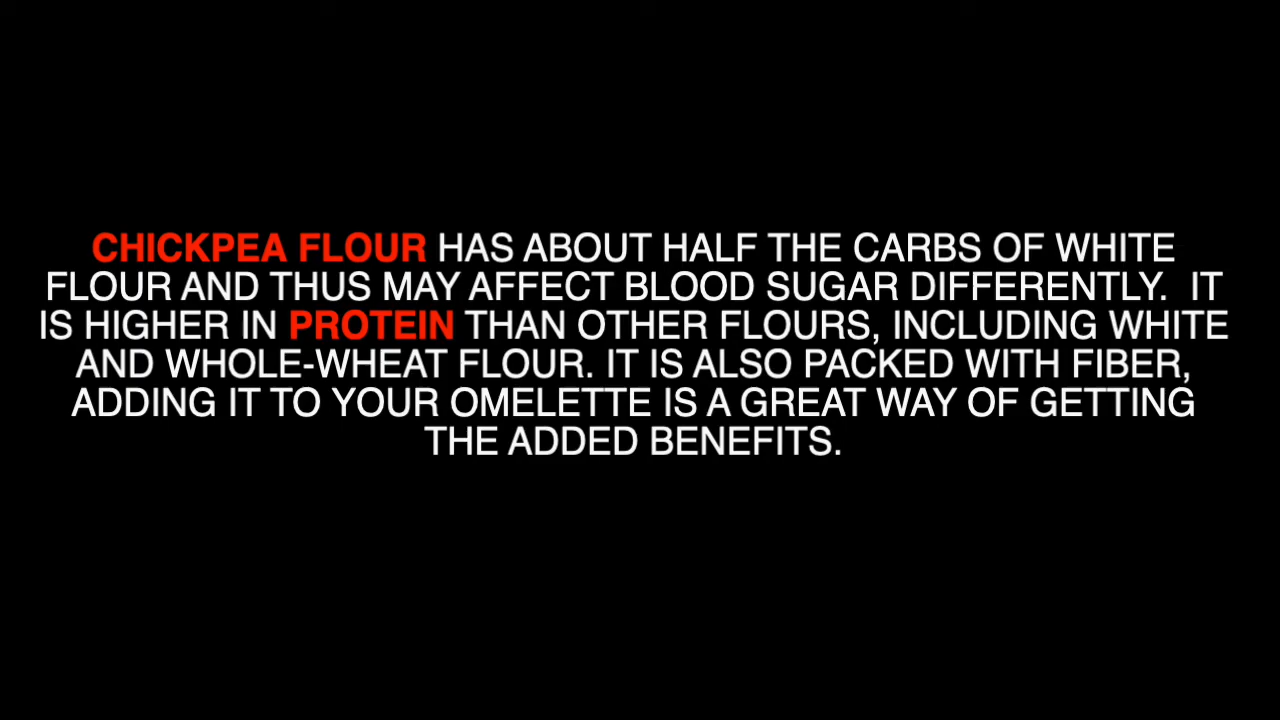 CHICKPEA FLOUR HAS ABOUT HALF THE CARBS OF WHITE
FLOUR AND THUS MAY AFFECT BLOOD SUGAR DIFFERENTLY.  IT
IS HIGHER IN PROTEIN THAN OTHER FLOURS, INCLUDING WHITE
AND WHOLE-WHEAT FLOUR. IT IS ALSO PACKED WITH FIBER,
ADDING IT TO YOUR OMELETTE IS A GREAT WAY OF GETTING
THE ADDED BENEFITS.